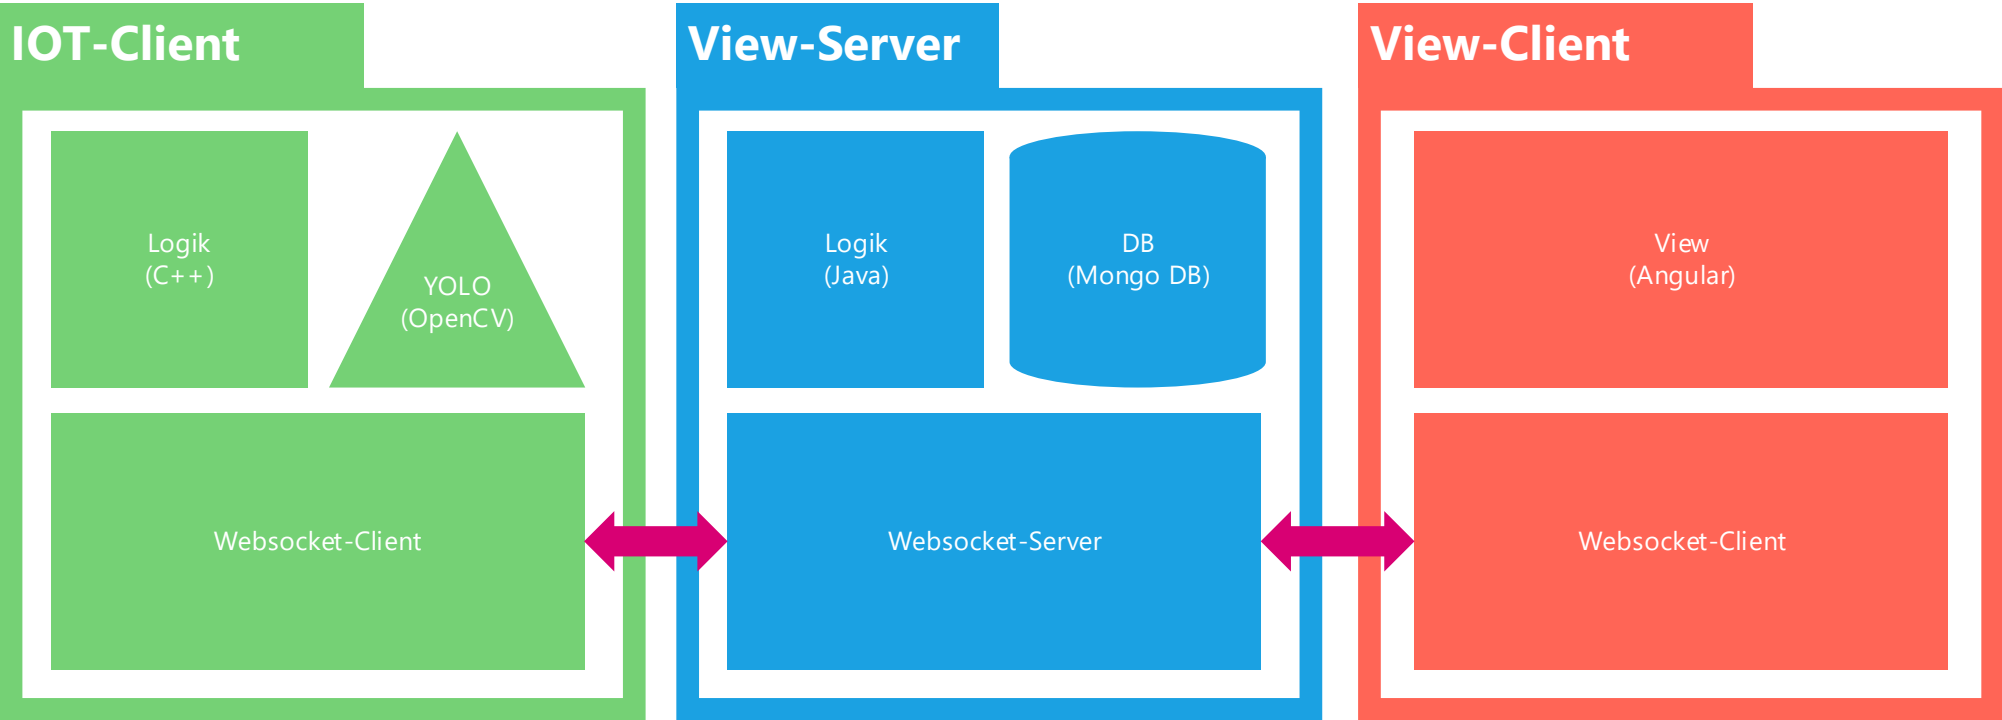 IOT-Client
Logik
(C++)
YOLO
(OpenCV)
Websocket-Client
View-Server
Logik
(Java)
DB
(Mongo DB)
Websocket-Server
View-Client
View
(Angular)
Websocket-Client